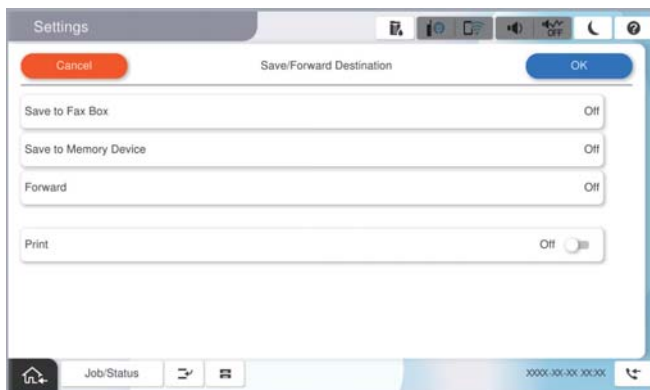 Settings
OFF
Cancel
Save/Forward Destination
OK
Save to Fax Box Off
Save to Memory Device Off
Forward Off
Print Off
Job/Status
XXXX-XX-XX XX:XX